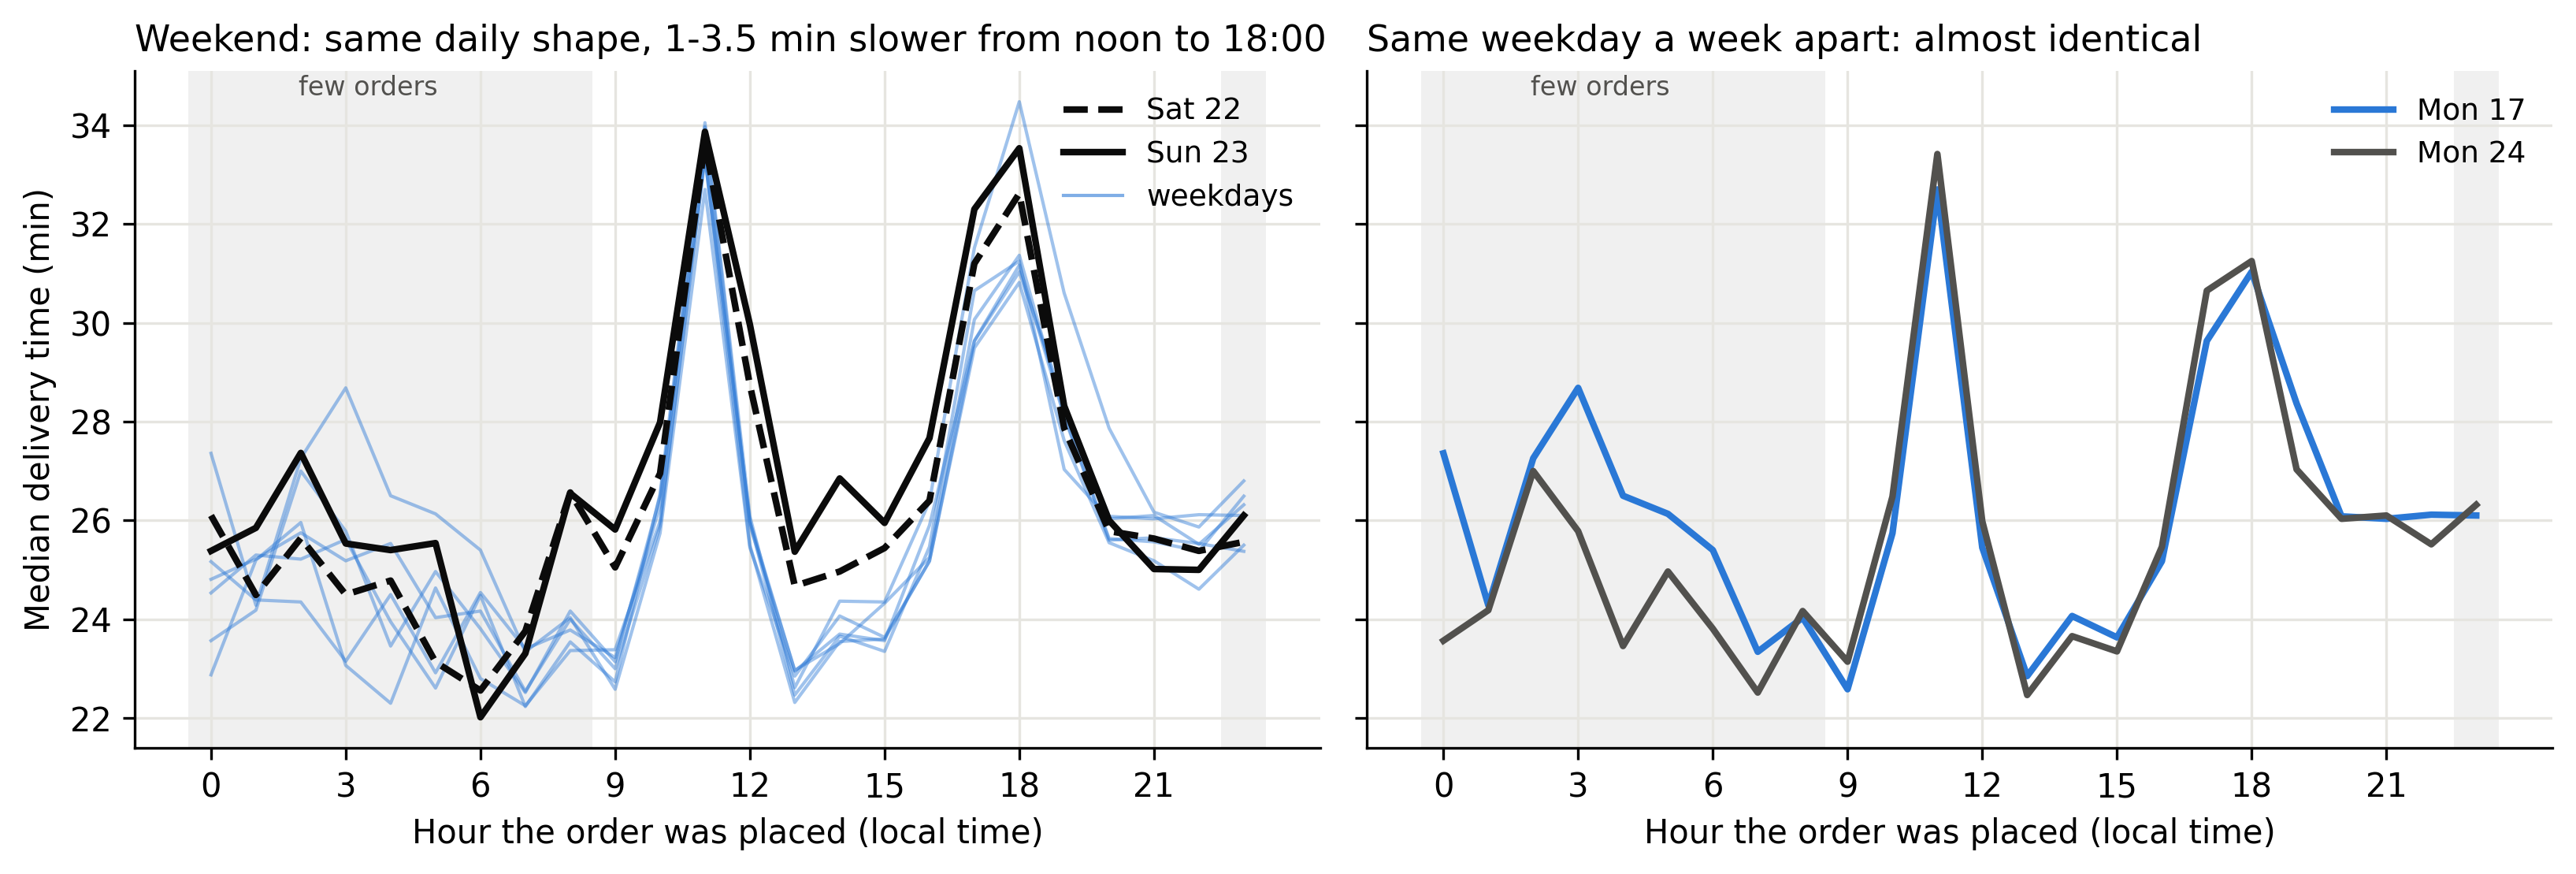 Weekend: same daily shape, 1-3.5 min slower from noon to 18:00
few orders
Sat 22
Sun 23
weekdays
34
32
30
28
26
24
22
Median delivery time (min)
0 3 6 9 12 15 18 21
Hour the order was placed (local time)
Same weekday a week apart: almost identical
few orders
Mon 17
Mon 24
0 3 6 9 12 15 18 21
Hour the order was placed (local time)